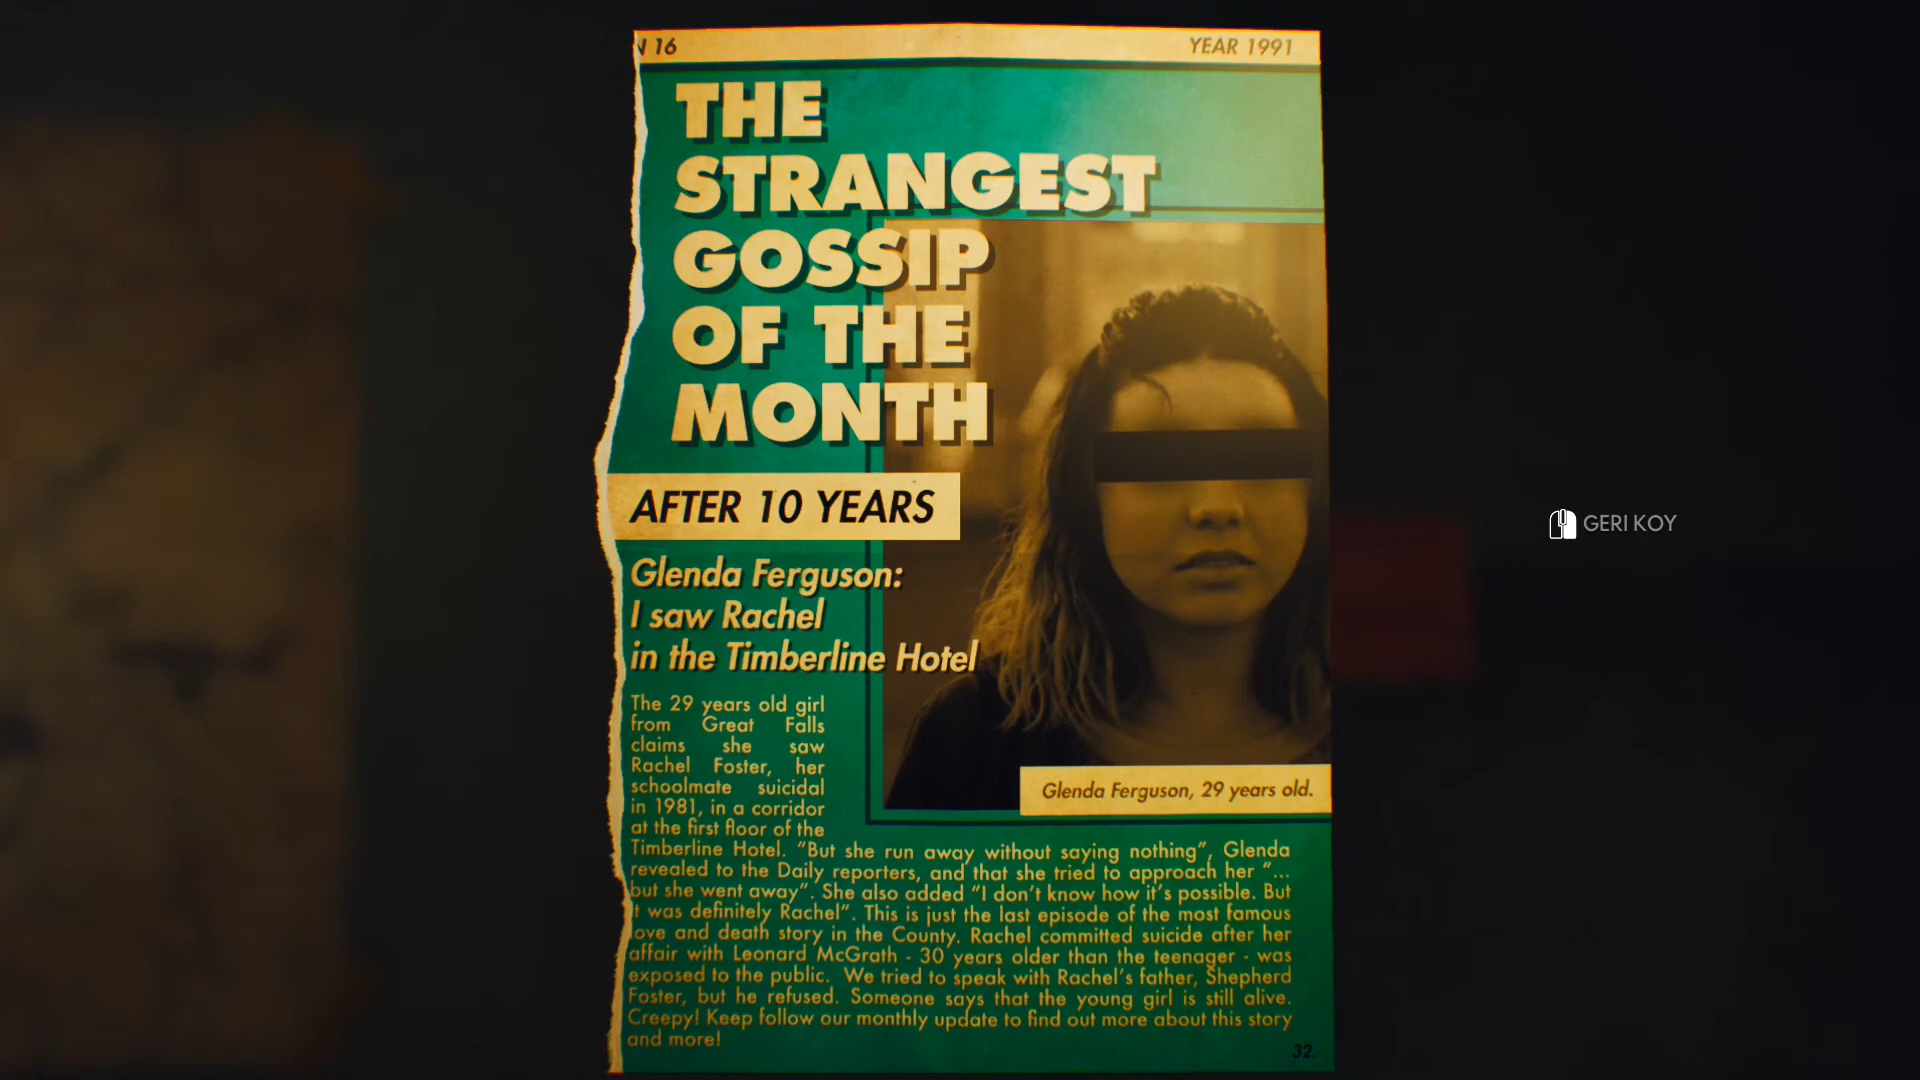 16
YEAR 1991
THE
STRANGEST
GOSSIP
OF THE
MONTH
AFTER 10 YEARS
Glenda Ferguson:
I saw Rachel
in the Timberline Hotel
The 29 years old girl
from Great Falls
claims she saw
Rachel Foster, her
schoolmate suicidal
in 1981, in a corridor
at the first floor of the
Timberline Hotel. “But she run away without saying nothing”, Glenda
revealed to the Daily reporters, and that she tried to approach her “...
but she went away”. She also added “I don’t know how it’s possible. But
it was definitely Rachel”. This is just the last episode of the most famous
love and death story in the County. Rachel committed suicide after her
affair with Leonard McGrath - 30 years older than the teenager - was
exposed to the public. We tried to speak with Rachel’s father, Shepherd
Foster, but he refused. Someone says that the young girl is still alive.
Creepy! Keep follow our monthly update to find out more about this story
and more!
Glenda Ferguson, 29 years old.
32.
GERI KOY